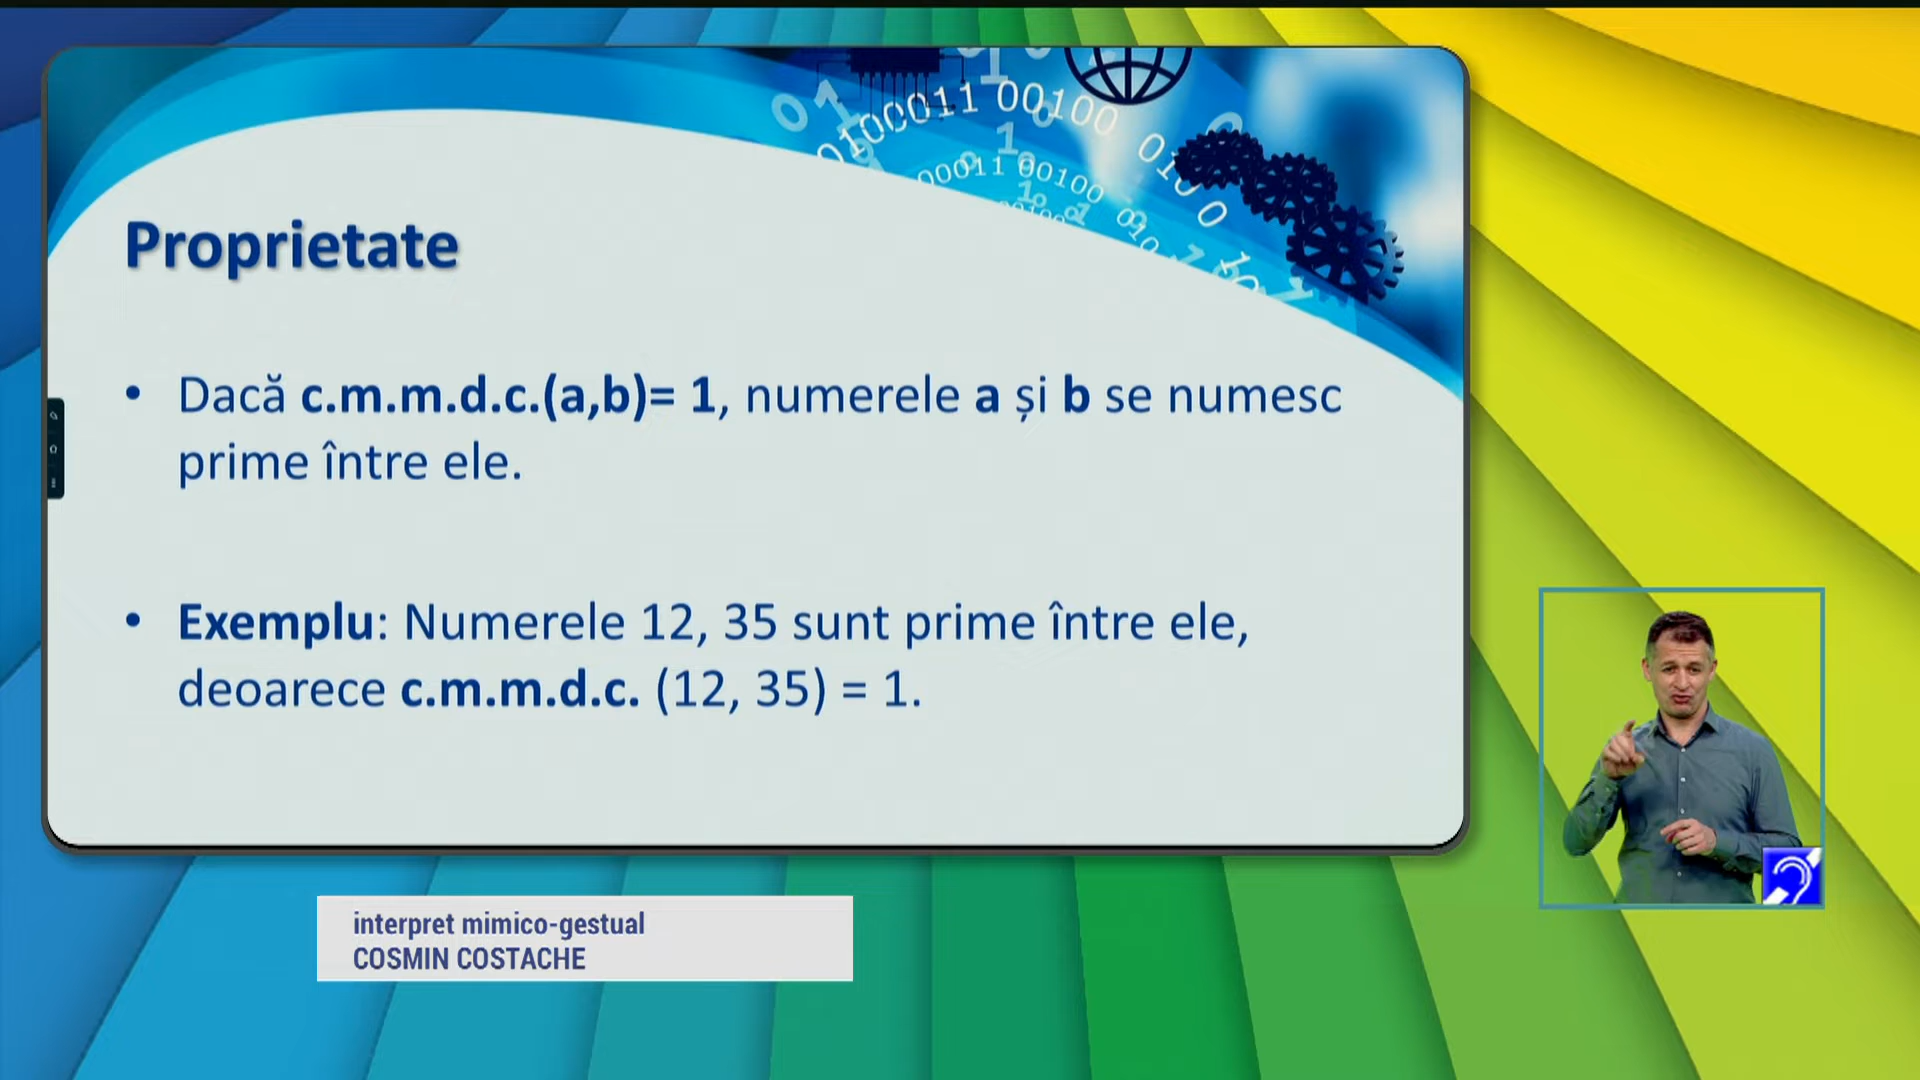 Proprietate
• Dacă c.m.m.d.c.(a,b)= 1, numerele a și b se numesc
prime între ele.
• Exemplu: Numerele 12, 35 sunt prime între ele,
deoarece c.m.m.d.c. (12, 35) = 1.
interpret mimico-gestual
COSMIN COSTACHE